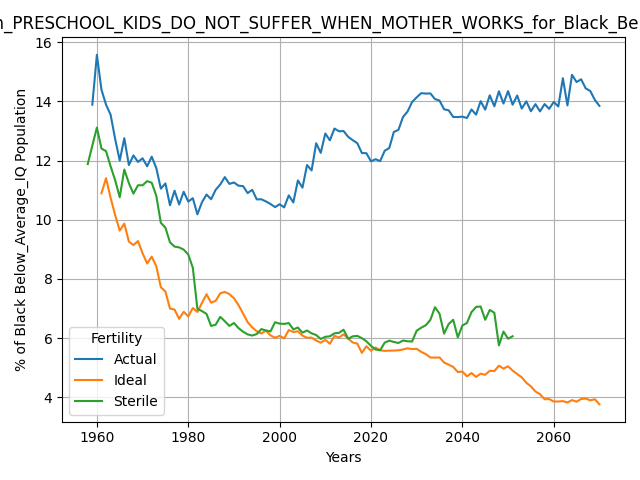 n_PRESCHOOL_KIDS_DO_NOT_SUFFER_WHEN_MOTHER_WORKS_for_Black_Be
% of Black Below_Average_IQ Population
16
14
12
10
8
6
4
Fertility
Actual
Ideal
Sterile
1960
1980
2000
2020
2040
2060
Years